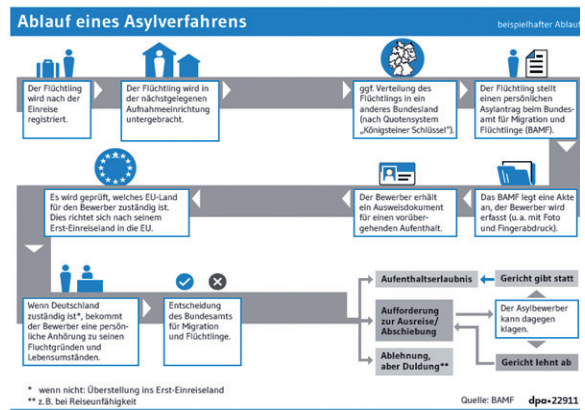 Ablauf eines Asylverfahrens
beispielhafter Ablauf
Der Flüchtling
wird nach der
Einreise
registriert.
Der Flüchtling wird in
der nächstgelegenen
Aufnahmeeinrichtung
untergebracht.
ggf. Verteilung des
Flüchtlings in ein
anderes Bundesland
(nach Quotensystem
„Königsteiner Schlüssel").
Der Flüchtling stellt
einen persönlichen
Asylantrag beim Bundes-
amt für Migration und
Flüchtlinge (BAMF).
Das BAMF legt eine Akte
an, der Bewerber wird
erfasst (u.a. mit Foto
und Fingerabdruck).
Der Bewerber erhält
ein Ausweisdokument
für einen vorüber-
gehenden Aufenthalt.
Es wird geprüft, welches EU-Land
für den Bewerber zuständig ist.
Dies richtet sich nach seinem
Erst-Einreiseland in die EU.
Wenn Deutschland
zuständig ist*, bekommt
der Bewerber eine persön-
liche Anhörung zu seinen
Fluchtgründen und
Lebensumständen.
Entscheidung
des Bundesamts
für Migration
und Flüchtlinge.
Aufenthaltserlaubnis
Gericht gibt statt
Aufforderung
zur Ausreise/
Abschiebung
Der Asylbewerber
kann dagegen
klagen.
Ablehnung,
aber Duldung**
Gericht lehnt ab
* wenn nicht: Überstellung ins Erst-Einreiseland
** z.B. bei Reiseunfähigkeit
Quelle: BAMF dpa•22911